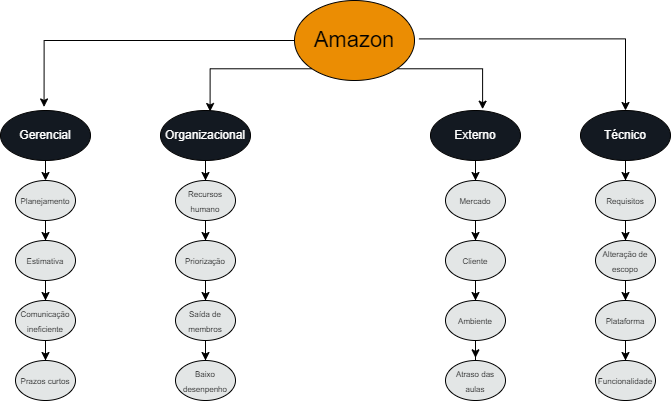 Amazon
Gerencial
Organizacional
Externo
Técnico
Planejamento
Recursos
humano
Mercado
Requisitos
Estimativa
Priorização
Cliente
Alteração de
escopo
Comunicação
ineficiente
Saída de
membros
Ambiente
Plataforma
Prazos curtos
Baixo
desenpenho
Atraso das
aulas
Funcionalidade